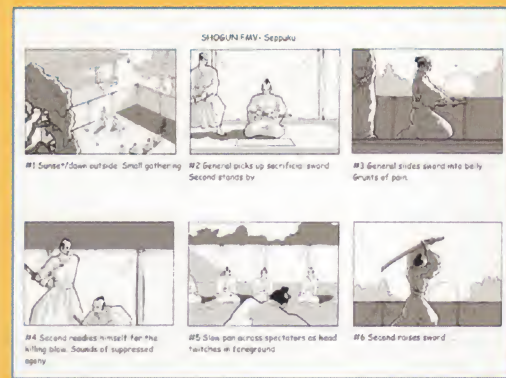 SHOGUN FMV- Seppuku
#1 Sunset/dawn outside. Small gathering
#2 General picks up sacrificial sword
Second stands by
#3 General slides sword into belly
Grunts of pain
#4 Second readies himself for the
killing blow. Sounds of suppressed
agony
#5 Slow pan across spectators as head
twitches in foreground
#6 Second raises sword